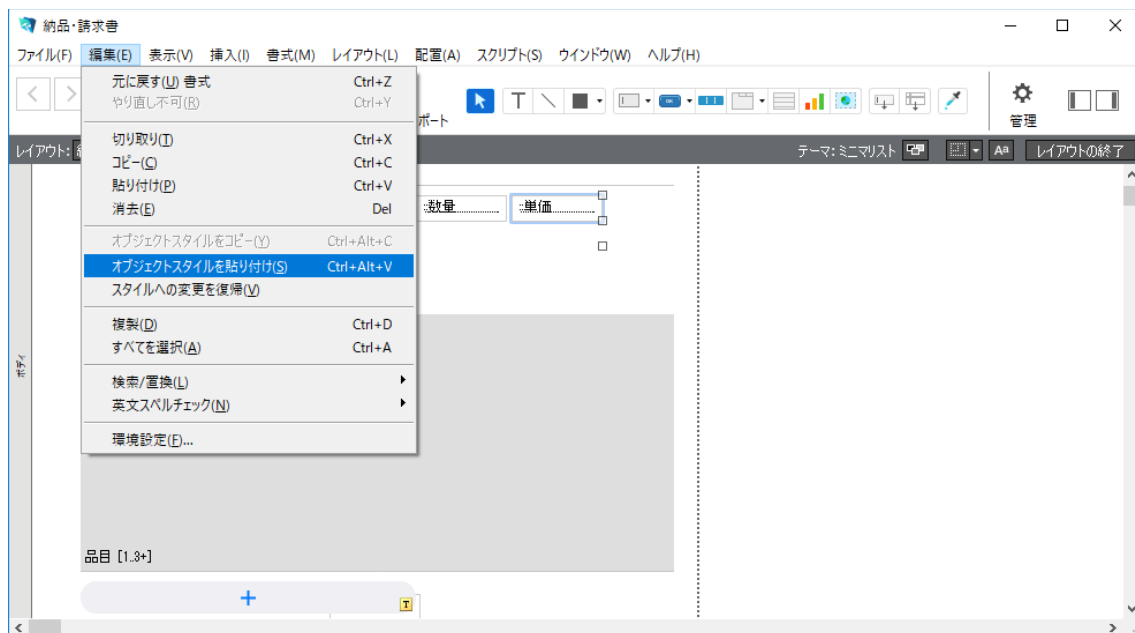 納品・請求書
ファイル(F) 編集(E) 表示(V) 挿入(I) 書式(M) レイアウト(L) 配置(A) スクリプト(S) ウインドウ(W) ヘルプ(H)
元に戻す(U) 書式 Ctrl+Z
やり直し不可(R) Ctrl+Y
ポート
管理
切り取り(T) Ctrl+X
レイアウト:
テーマ: ミニマリスト
Aa
レイアウトの終了
コピー(C) Ctrl+C
貼り付け(P) Ctrl+V
消去(E) Del
::数量
::単価
オブジェクトスタイルをコピー(Y) Ctrl+Alt+C
オブジェクトスタイルを貼り付け(S) Ctrl+Alt+V
スタイルへの変更を復帰(V)
複製(D) Ctrl+D
すべてを選択(A) Ctrl+A
ボディ
検索/置換(L)
英文スペルチェック(N)
環境設定(F)...
品目 [1..3+]
+
T